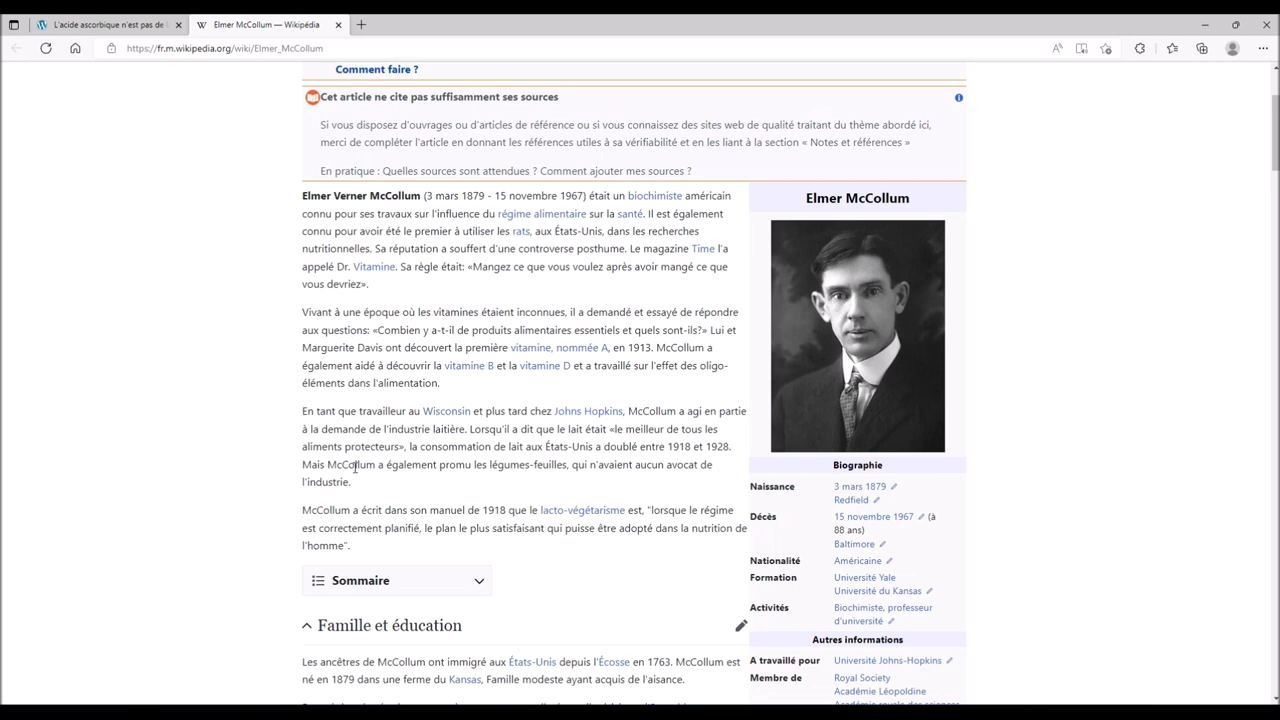 L'acide ascorbique n'est pas de
Elmer McCollum — Wikipédia
https://fr.m.wikipedia.org/wiki/Elmer_McCollum
Comment faire ?
Cet article ne cite pas suffisamment ses sources
Si vous disposez d'ouvrages ou d'articles de référence ou si vous connaissez des sites web de qualité traitant du thème abordé ici,
merci de compléter l'article en donnant les références utiles à sa vérifiabilité et en les liant à la section « Notes et références »
En pratique : Quelles sources sont attendues ? Comment ajouter mes sources ?
Elmer Verner McCollum (3 mars 1879 - 15 novembre 1967) était un biochimiste américain
connu pour ses travaux sur l'influence du régime alimentaire sur la santé. Il est également
connu pour avoir été le premier à utiliser les rats, aux États-Unis, dans les recherches
nutritionnelles. Sa réputation a souffert d'une controverse posthume. Le magazine Time l'a
appelé Dr. Vitamine. Sa règle était: «Mangez ce que vous voulez après avoir mangé ce que
vous devriez».
Vivant à une époque où les vitamines étaient inconnues, il a demandé et essayé de répondre
aux questions: «Combien y a-t-il de produits alimentaires essentiels et quels sont-ils?» Lui et
Marguerite Davis ont découvert la première vitamine, nommée A, en 1913. McCollum a
également aidé à découvrir la vitamine B et la vitamine D et a travaillé sur l'effet des oligo-
éléments dans l'alimentation.
En tant que travailleur au Wisconsin et plus tard chez Johns Hopkins, McCollum a agi en partie
à la demande de l'industrie laitière. Lorsqu'il a dit que le lait était «le meilleur de tous les
aliments protecteurs», la consommation de lait aux États-Unis a doublé entre 1918 et 1928.
Mais McCollum a également promu les légumes-feuilles, qui n'avaient aucun avocat de
l'industrie.
McCollum a écrit dans son manuel de 1918 que le lacto-végétarisme est, "lorsque le régime
est correctement planifié, le plan le plus satisfaisant qui puisse être adopté dans la nutrition de
l'homme".
Sommaire
Famille et éducation
Les ancêtres de McCollum ont immigré aux États-Unis depuis l'Écosse en 1763. McCollum est
né en 1879 dans une ferme du Kansas, Famille modeste ayant acquis de l'aisance.
Elmer McCollum
Biographie
Naissance 3 mars 1879
Redfield
Décès 15 novembre 1967 (à
88 ans)
Baltimore
Nationalité Américaine
Formation Université Yale
Université du Kansas
Activités Biochimiste, professeur
d'université
Autres informations
A travaillé pour Université Johns-Hopkins
Membre de Royal Society
Académie Léopoldine